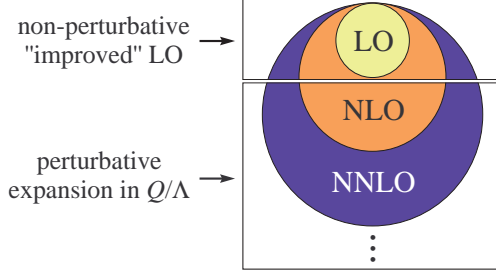 non-perturbative
"improved" LO
LO
NLO
perturbative
expansion in Q/Λ
NNLO
⋮